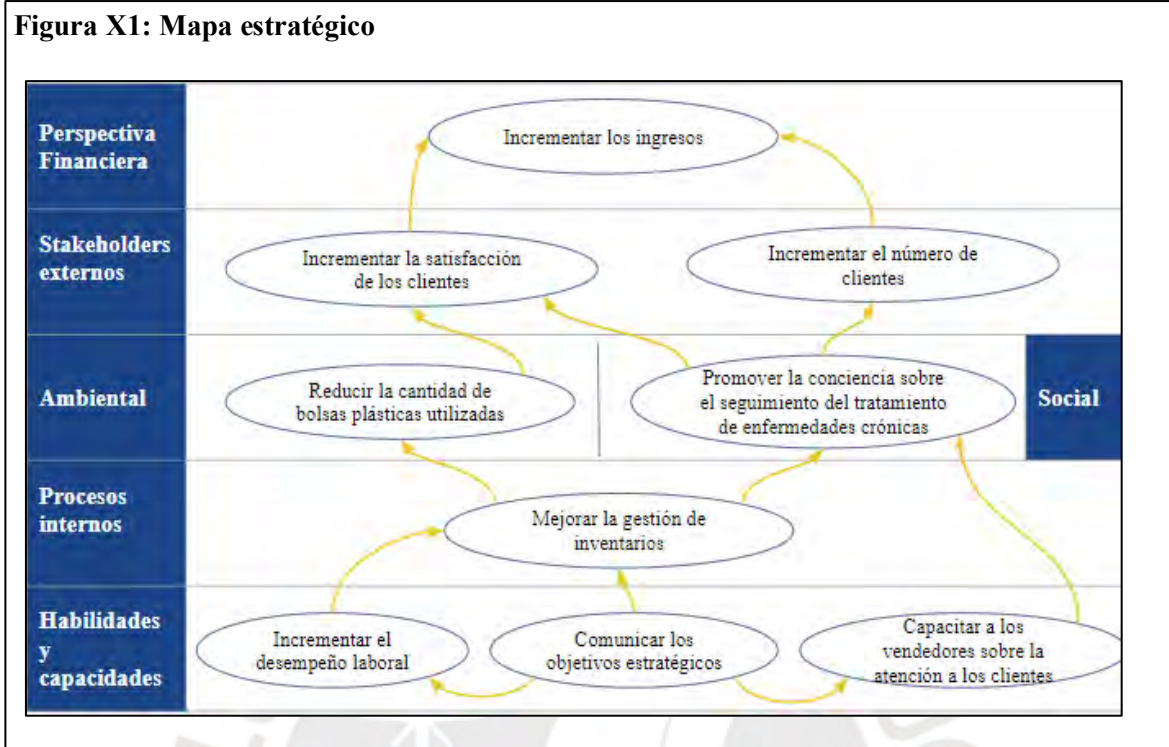 Figura X1: Mapa estratégico
Perspectiva
Financiera
Incrementar los ingresos
Stakeholders
externos
Incrementar la satisfacción
de los clientes
Incrementar el número de
clientes
Ambiental
Reducir la cantidad de
bolsas plásticas utilizadas
Promover la conciencia sobre
el seguimiento del tratamiento
de enfermedades crónicas
Social
Procesos
internos
Mejorar la gestión de
inventarios
Habilidades
y
capacidades
Incrementar el
desempeño laboral
Comunicar los
objetivos estratégicos
Capacitar a los
vendedores sobre la
atención a los clientes